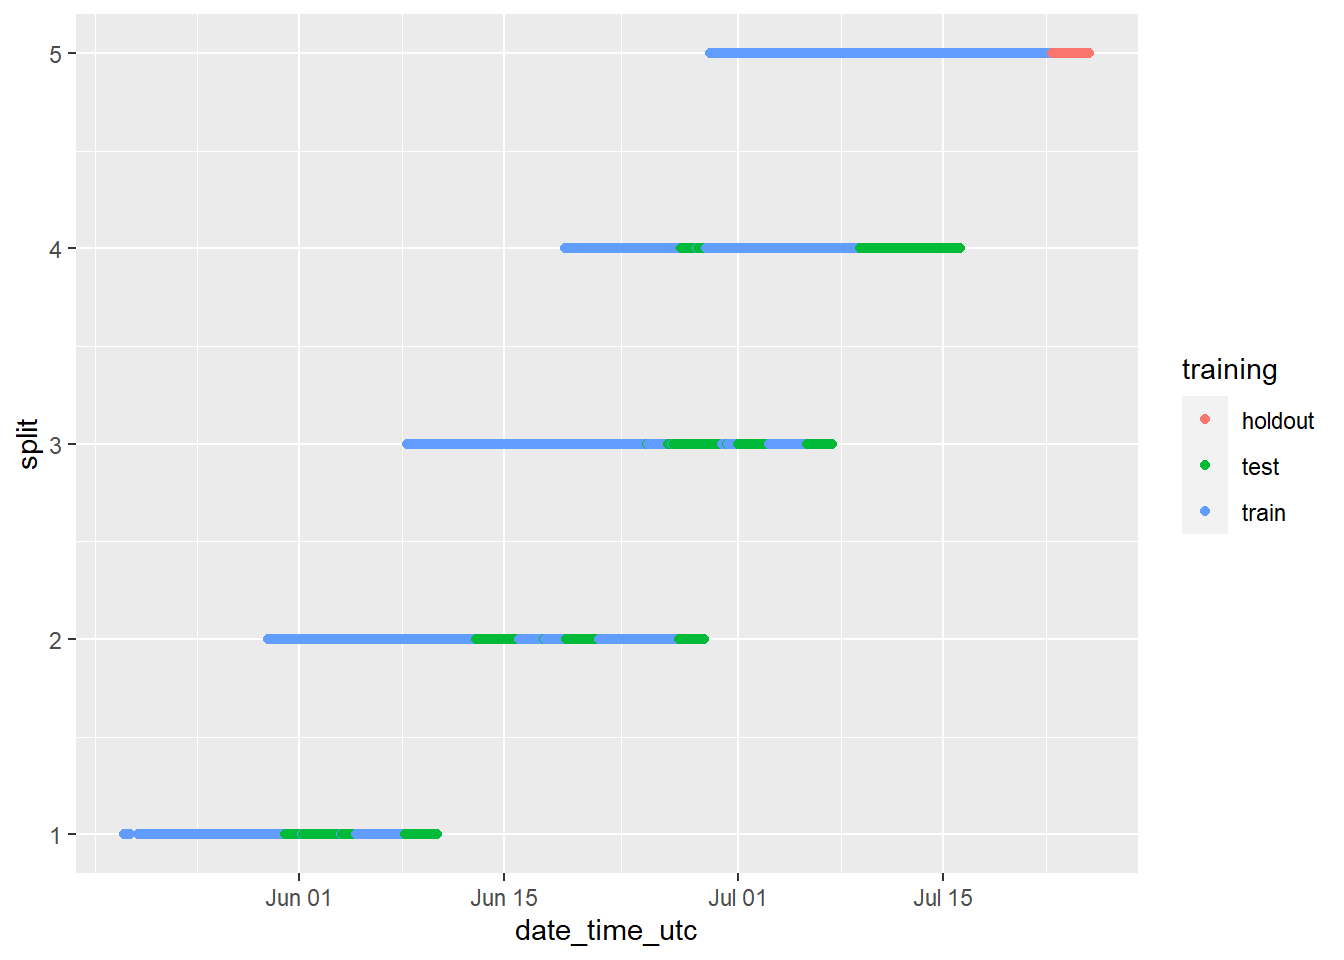 5
4
3
2
1
split
Jun 01
Jun 15
Jul 01
Jul 15
date_time_utc
training
holdout
test
train